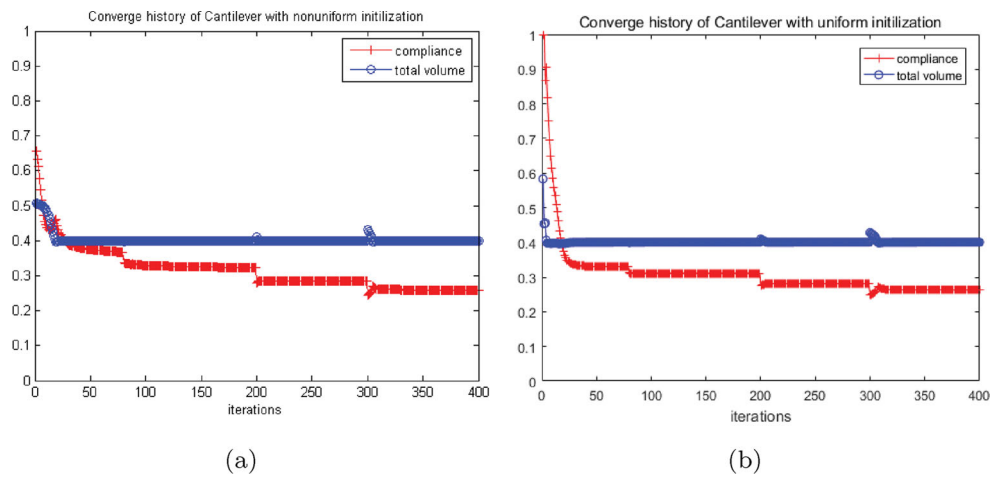 Converge history of Cantilever with nonuniform initilization
1
0.9
0.8
0.7
0.6
0.5
0.4
0.3
0.2
0.1
0
0 50 100 150 200 250 300 350 400
iterations
compliance
total volume
(a)
Converge history of Cantilever with uniform initilization
1
0.9
0.8
0.7
0.6
0.5
0.4
0.3
0.2
0.1
0
0 50 100 150 200 250 300 350 400
iterations
compliance
total volume
(b)